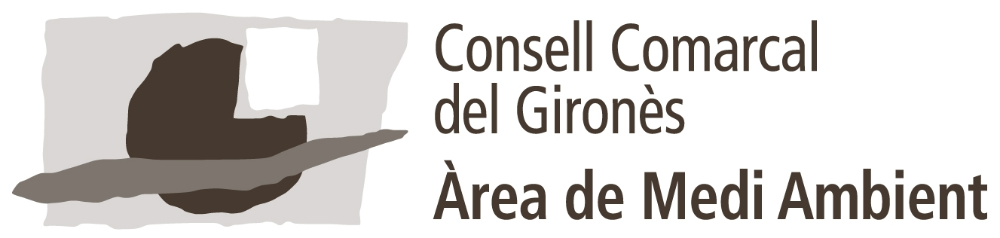 Consell Comarcal
del Gironès
Àrea de Medi Ambient